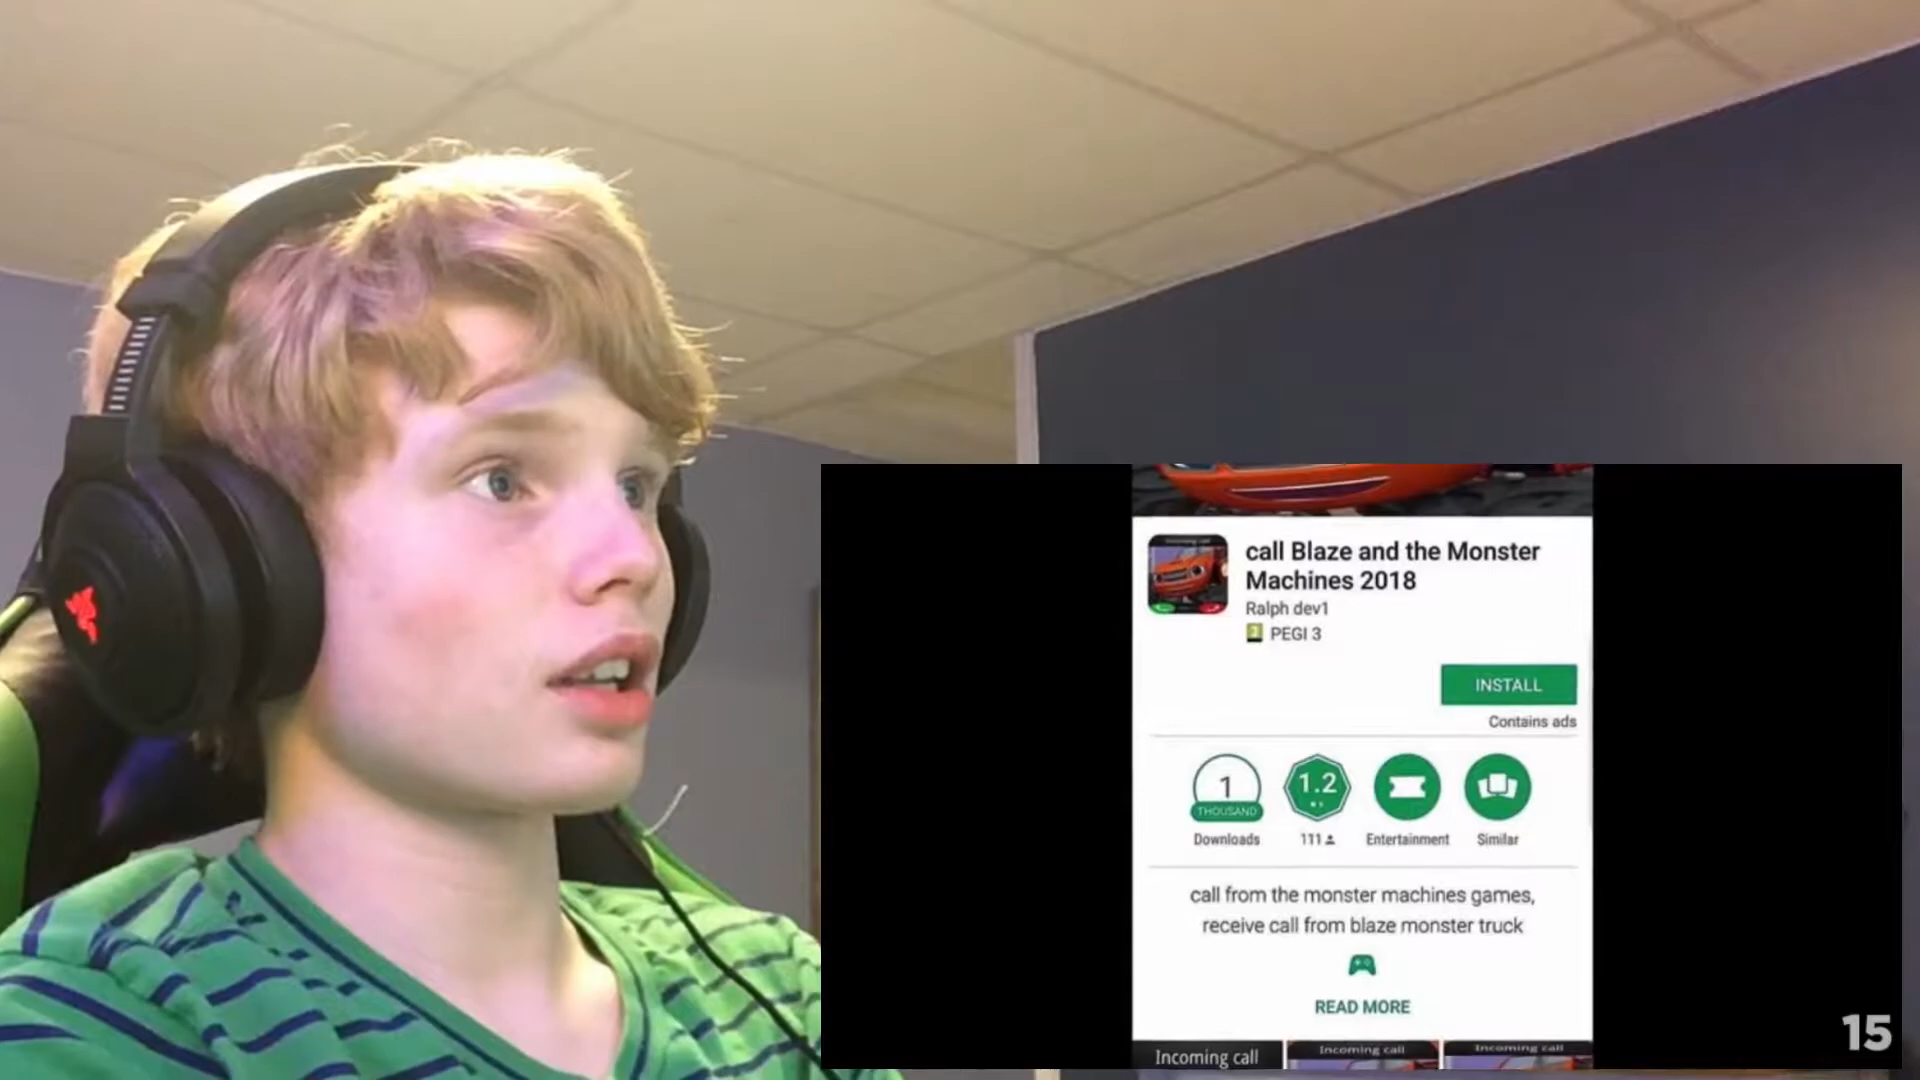 call Blaze and the Monster
Machines 2018
Ralph dev1
3 PEGI 3
INSTALL
Contains ads
1
THOUSAND
1.2
Downloads
111
Entertainment
Similar
call from the monster machines games,
receive call from blaze monster truck
READ MORE
Incoming call
Incoming call
Incoming call
15